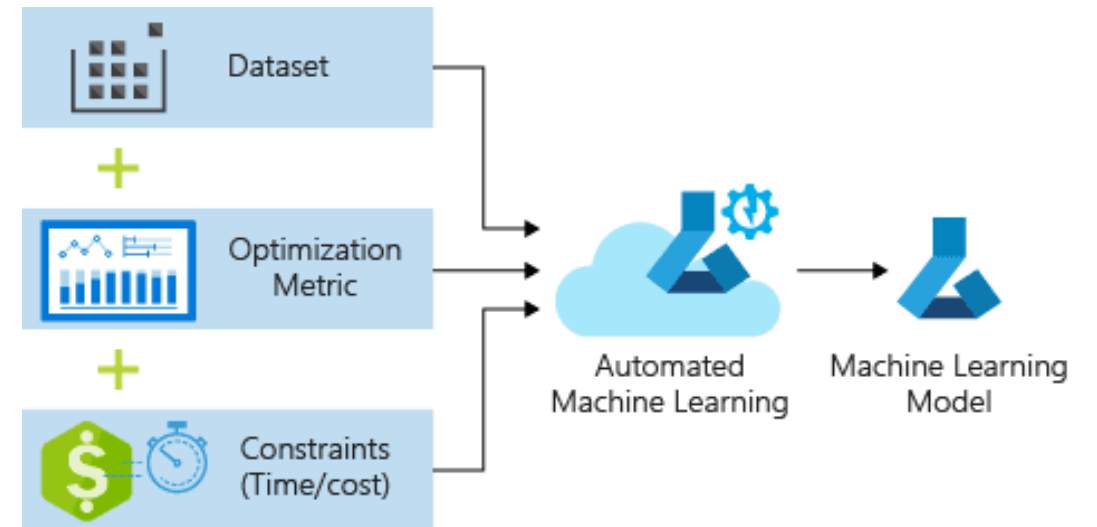 Dataset
Optimization
Metric
Constraints
(Time/cost)
Automated
Machine Learning
Machine Learning
Model